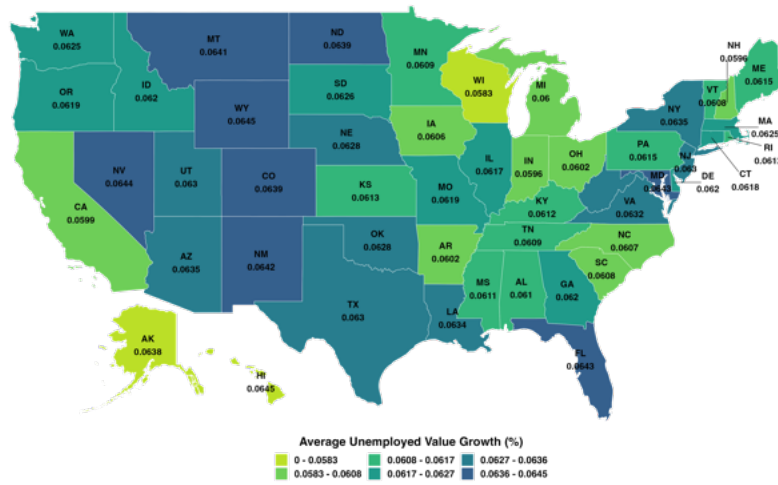 WA
0.0625
OR
0.0619
CA
0.0599
ID
0.062
NV
0.0644
MT
0.0641
WY
0.0645
UT
0.063
AZ
0.0635
CO
0.0639
NM
0.0642
ND
0.0639
SD
0.0626
NE
0.0628
KS
0.0613
OK
0.0628
TX
0.063
MN
0.0609
IA
0.0606
MO
0.0619
AR
0.0602
LA
0.0634
WI
0.0583
IL
0.0617
MI
0.06
IN
0.0596
OH
0.0602
KY
0.0612
TN
0.0609
MS
0.0611
AL
0.061
GA
0.062
FL
0.0643
SC
0.0608
NC
0.0607
VA
0.0632
MD
0.0643
DE
0.062
PA
0.0615
NJ
0.063
NY
0.0635
CT
0.0618
RI
MA
0.0625
VT
0.0608
NH
0.0596
ME
0.0615
AK
0.0638
HI
0.0645
Average Unemployed Value Growth (%)
0 - 0.0583
0.0583 - 0.0608
0.0608 - 0.0617
0.0617 - 0.0627
0.0627 - 0.0636
0.0636 - 0.0645